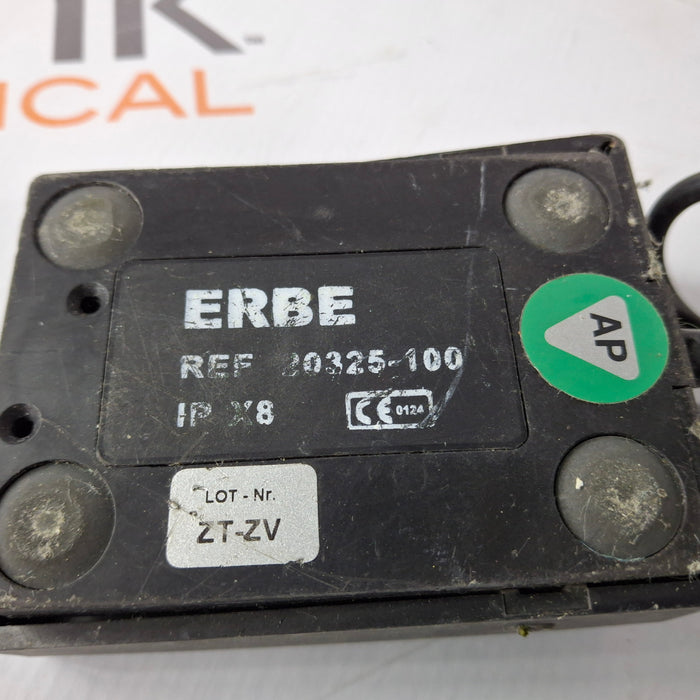 ICAL
ERBE
REF 20325-100
IP X8
CE 0124
AP
LOT - Nr.
ZT-ZV